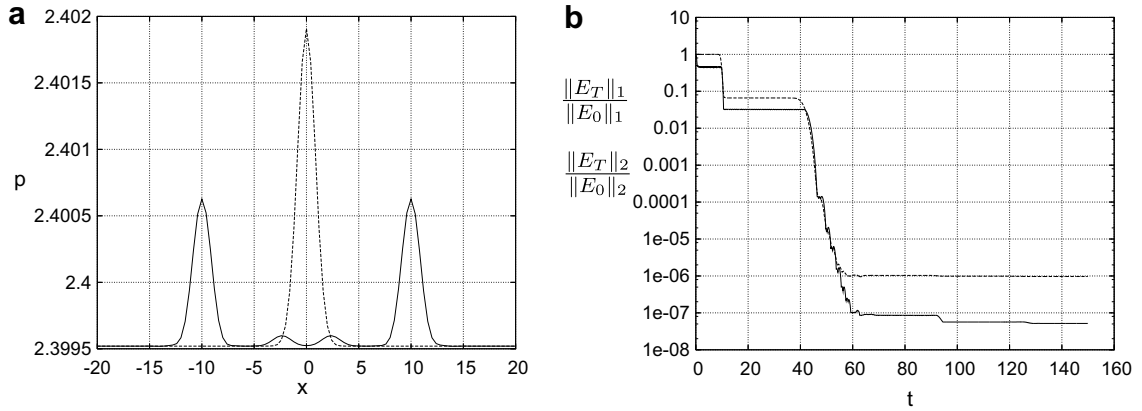 a
2.402
2.4015
2.401
2.4005
2.4
2.3995
p
-20 -15 -10 -5 0 5 10 15 20
x
b
10
1
0.1
0.01
0.001
0.0001
1e-05
1e-06
1e-07
1e-08
‖E_T‖_1
‖E_0‖_1
‖E_T‖_2
‖E_0‖_2
0 20 40 60 80 100 120 140 160
t